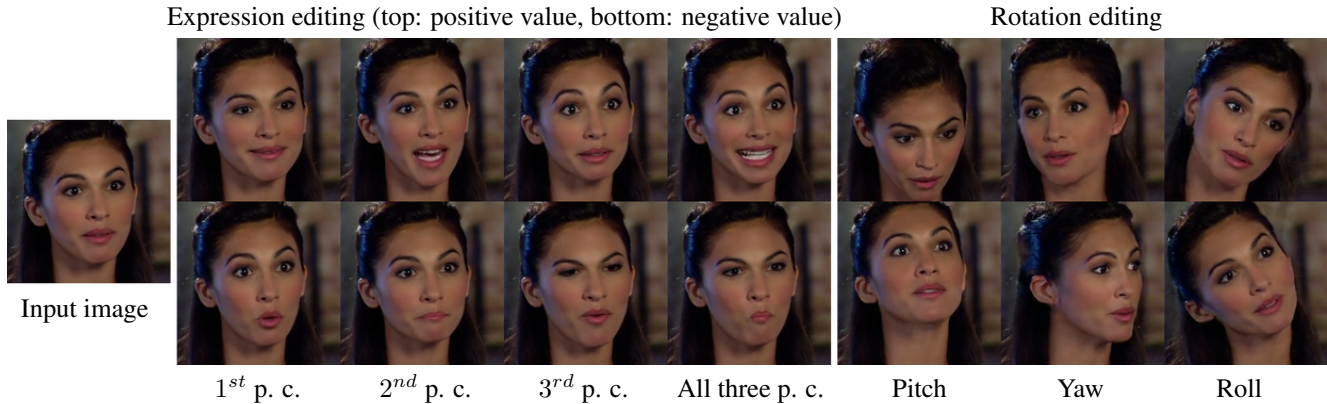 Expression editing (top: positive value, bottom: negative value)
Rotation editing
Input image
1st p. c.
2nd p. c.
3rd p. c.
All three p. c.
Pitch
Yaw
Roll